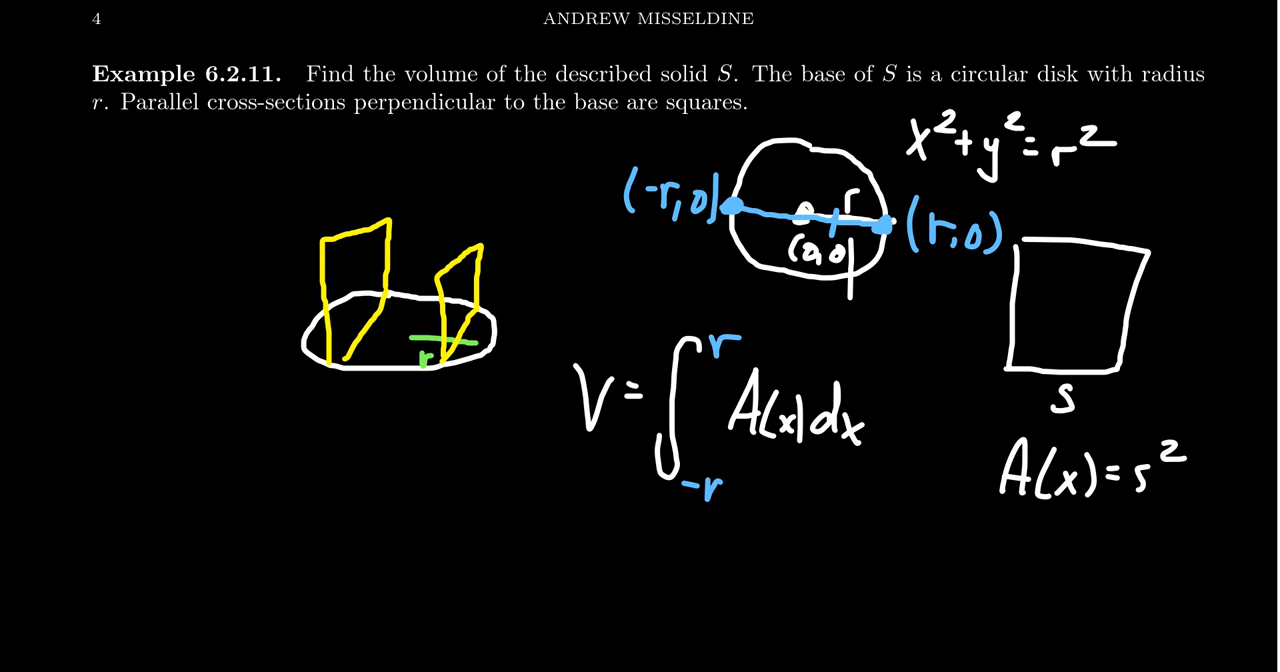 4 ANDREW MISSELDINE
Example 6.2.11. Find the volume of the described solid S. The base of S is a circular disk with radius
r. Parallel cross-sections perpendicular to the base are squares.
x² + y² = r²
(-r, 0) r (r, 0)
(0, 0)
r
V = ∫_{-r}^{r} A(x) dx
s
A(x) = s²